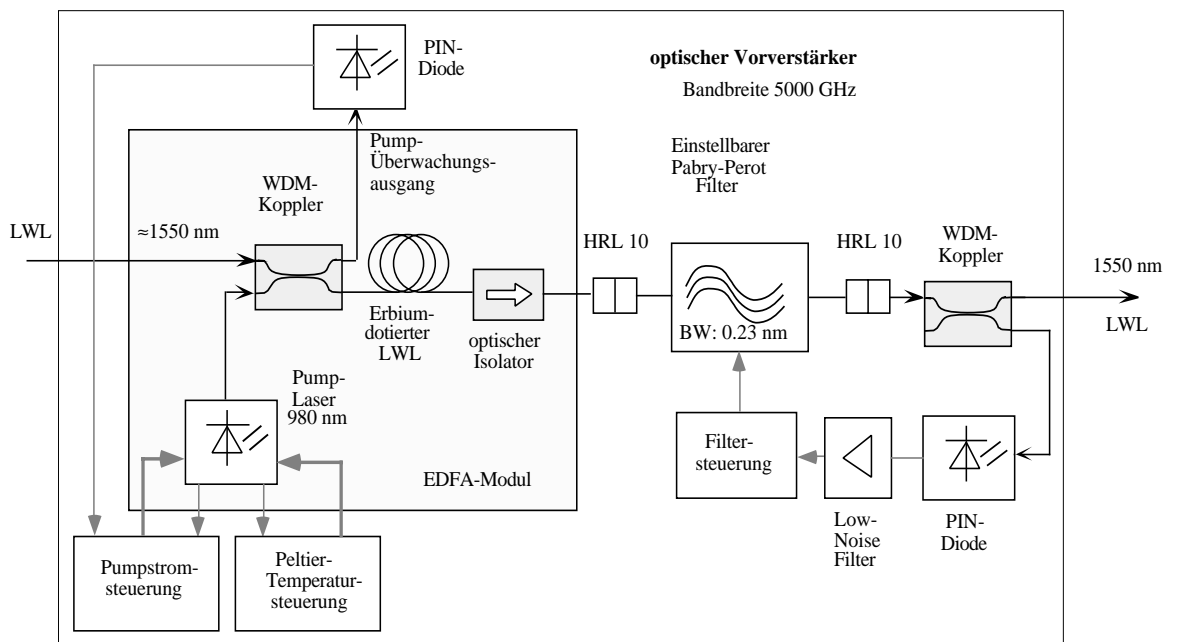 optischer Vorverstärker
Bandbreite 5000 GHz
PIN-
Diode
Pump-
Überwachungs-
ausgang
Einstellbarer
Pabry-Perot
Filter
WDM-
Koppler
LWL
≈1550 nm
HRL 10
HRL 10
WDM-
Koppler
1550 nm
LWL
Erbium-
dotierter
LWL
optischer
Isolator
BW: 0.23 nm
Pump-
Laser
980 nm
EDFA-Modul
Filter-
steuerung
Low-
Noise
Filter
PIN-
Diode
Pumpstrom-
steuerung
Peltier-
Temperatur-
steuerung